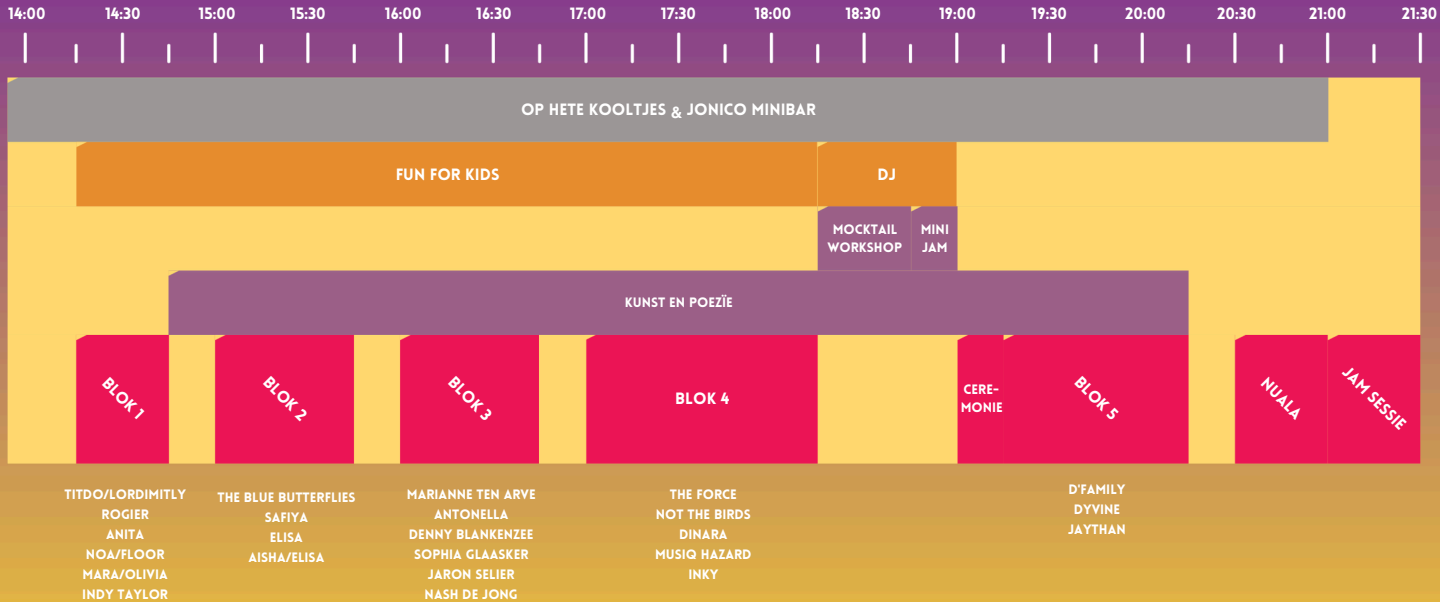 14:00 14:30 15:00 15:30 16:00 16:30 17:00 17:30 18:00 18:30 19:00 19:30 20:00 20:30 21:00 21:30
OP HETE KOOLTJES & JONICO MINIBAR
FUN FOR KIDS
DJ
MOCKTAIL
WORKSHOP
MINI
JAM
KUNST EN POEZÏE
BLOK 1
BLOK 2
BLOK 3
BLOK 4
CERE-
MONIE
BLOK 5
NUALA
JAM SESSIE
TITDO/LORDIMITLY
ROGIER
ANITA
NOA/FLOOR
MARA/OLIVIA
INDY TAYLOR
THE BLUE BUTTERFLIES
SAFIYA
ELISA
AISHA/ELISA
MARIANNE TEN ARVE
ANTONELLA
DENNY BLANKENZEE
SOPHIA GLAASKER
JARON SELIER
NASH DE JONG
THE FORCE
NOT THE BIRDS
DINARA
MUSIQ HAZARD
INKY
D'FAMILY
DYVINE
JAYTHAN